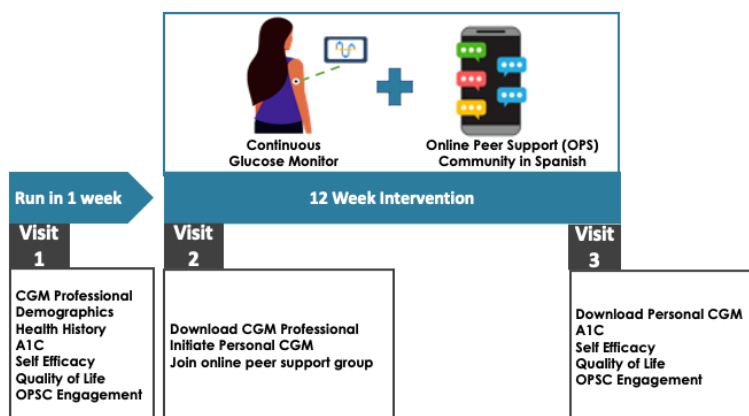 Continuous
Glucose Monitor
Online Peer Support (OPS)
Community in Spanish
Run in 1 week
12 Week Intervention
Visit
1
Visit
2
Visit
3
CGM Professional
Demographics
Health History
A1C
Self Efficacy
Quality of Life
OPSC Engagement
Download CGM Professional
Initiate Personal CGM
Join online peer support group
Download Personal CGM
A1C
Self Efficacy
Quality of Life
OPSC Engagement